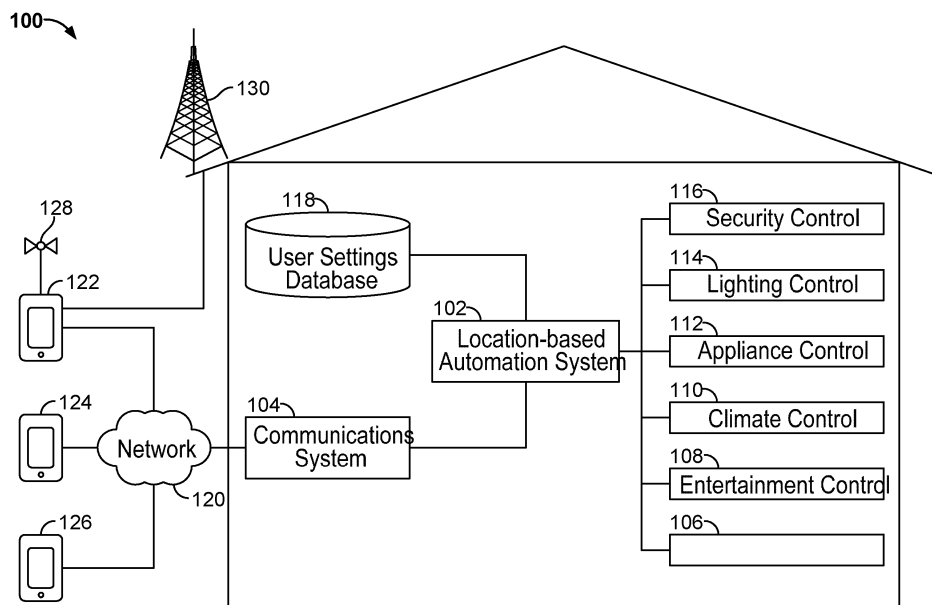 100
130
128
122
124
126
Network
120
118
User Settings
Database
102
Location-based
Automation System
104
Communications
System
116
Security Control
114
Lighting Control
112
Appliance Control
110
Climate Control
108
Entertainment Control
106